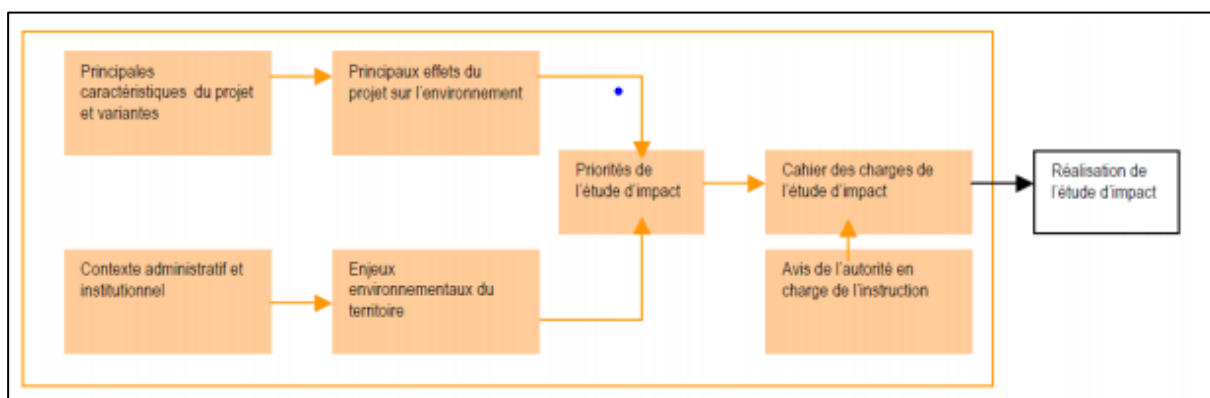 Principales
caractéristiques du projet
et variantes
Principaux effets du
projet sur l'environnement
Priorités de
l'étude d'impact
Cahier des charges de
l'étude d'impact
Réalisation de
l'étude d'impact
Contexte administratif et
institutionnel
Enjeux
environnementaux du
territoire
Avis de l'autorité en
charge de l'instruction